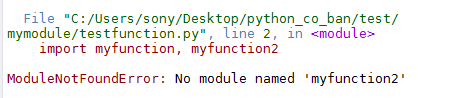 File "C:/Users/sony/Desktop/python_co_ban/test/
mymodule/testfunction.py", line 2, in <module>
import myfunction, myfunction2
ModuleNotFoundError: No module named 'myfunction2'